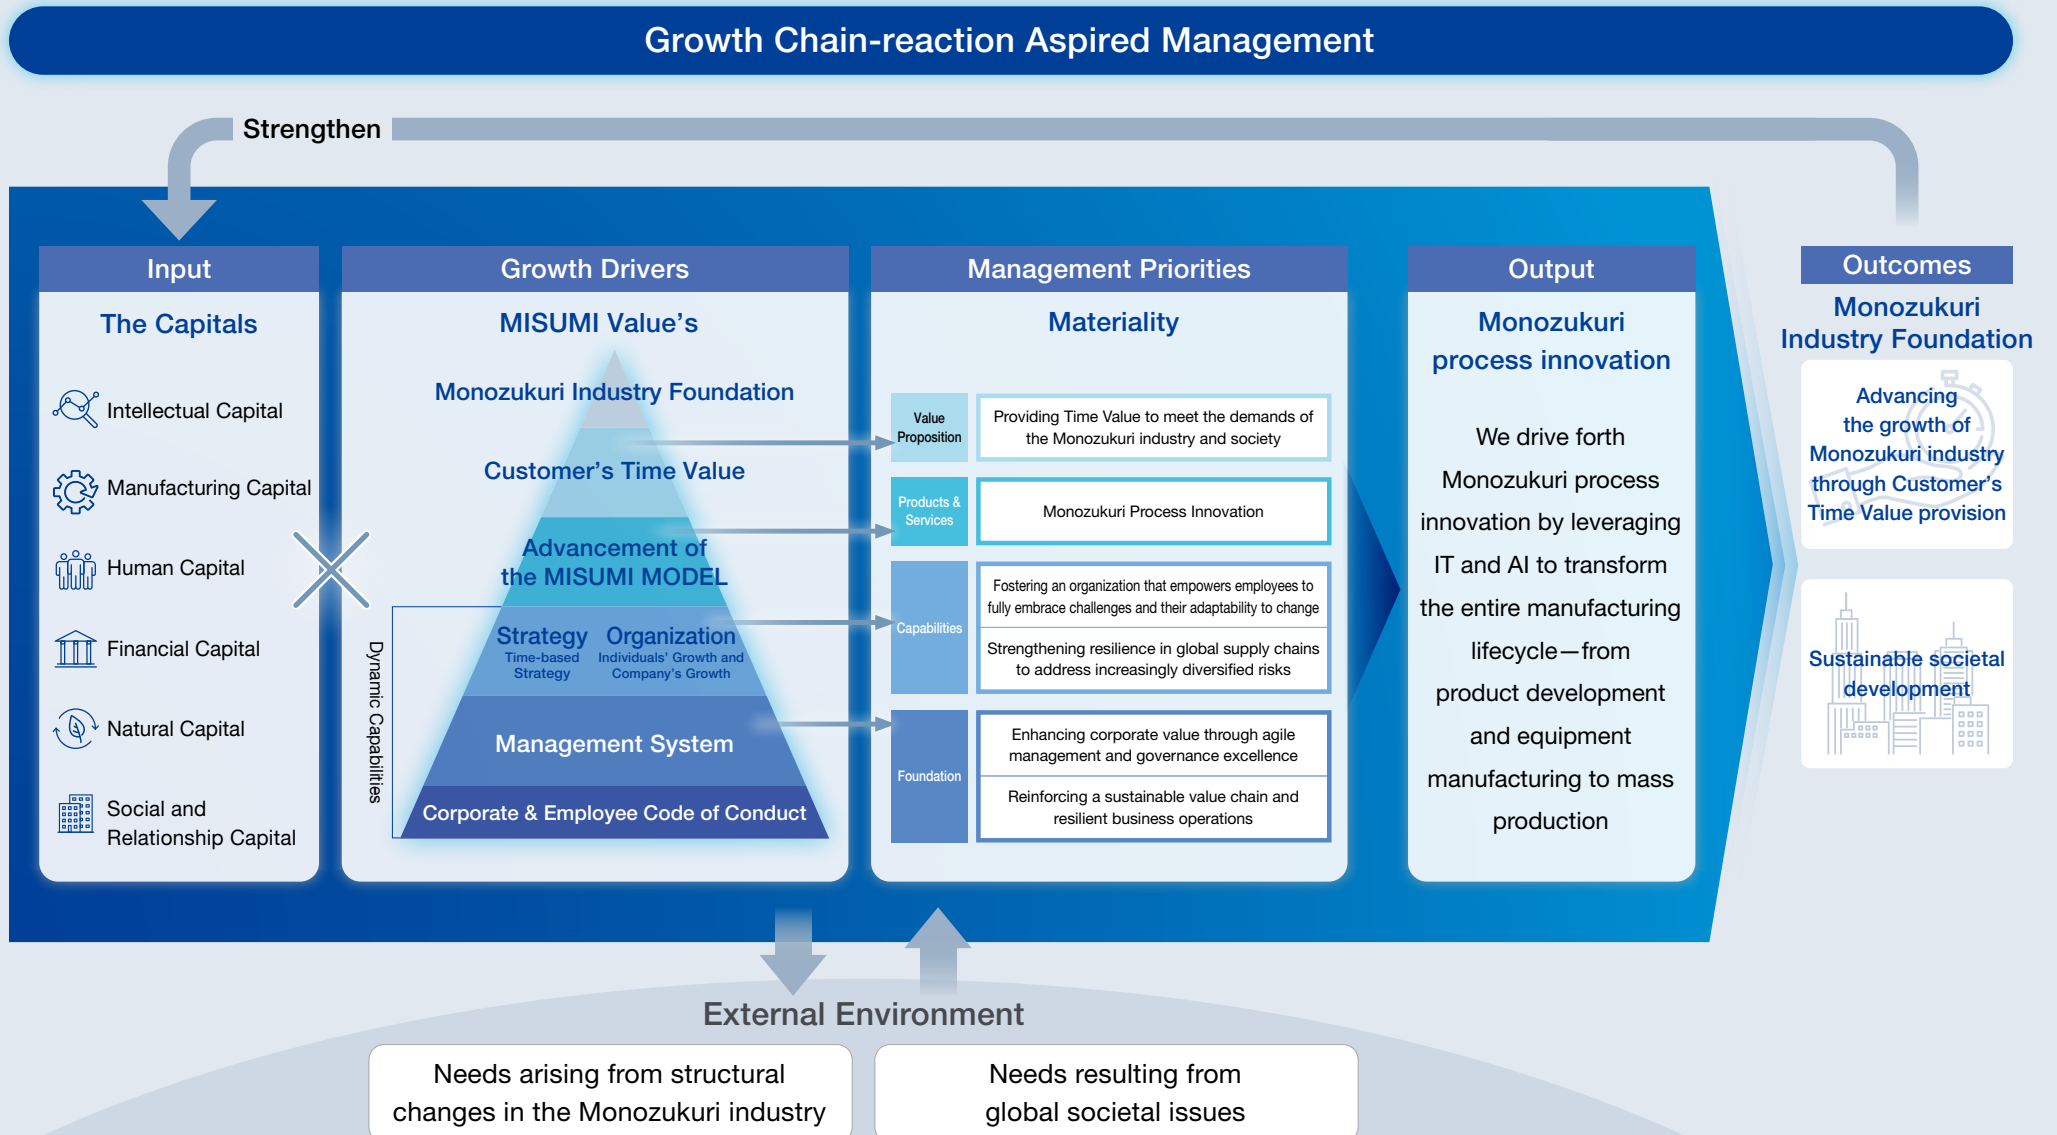 Growth Chain-reaction Aspired Management
Strengthen
Input
The Capitals
Intellectual Capital
Manufacturing Capital
Human Capital
Financial Capital
Natural Capital
Social and
Relationship Capital
Growth Drivers
MISUMI Value's
Monozukuri Industry Foundation
Customer's Time Value
Advancement of
the MISUMI MODEL
Strategy
Time-based
Strategy
Organization
Individuals' Growth and
Company's Growth
Management System
Corporate & Employee Code of Conduct
Dynamic Capabilities
Management Priorities
Materiality
Value
Proposition
Providing Time Value to meet the demands of
the Monozukuri industry and society
Products &
Services
Monozukuri Process Innovation
Capabilities
Fostering an organization that empowers employees to
fully embrace challenges and their adaptability to change
Strengthening resilience in global supply chains
to address increasingly diversified risks
Foundation
Enhancing corporate value through agile
management and governance excellence
Reinforcing a sustainable value chain and
resilient business operations
Output
Monozukuri
process innovation
We drive forth
Monozukuri process
innovation by leveraging
IT and AI to transform
the entire manufacturing
lifecycle—from
product development
and equipment
manufacturing to mass
production
Outcomes
Monozukuri
Industry Foundation
Advancing
the growth of
Monozukuri industry
through Customer's
Time Value provision
Sustainable societal
development
External Environment
Needs arising from structural
changes in the Monozukuri industry
Needs resulting from
global societal issues